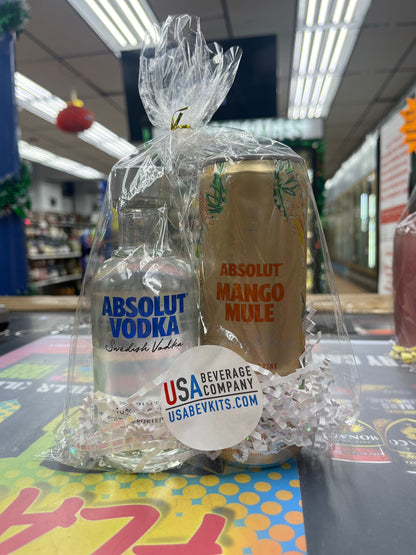 ABSOLUT
VODKA
Swedish Vodka
ABSOLUT
MANGO
MULE
USA BEVERAGE
COMPANY
USABEVKITS.COM